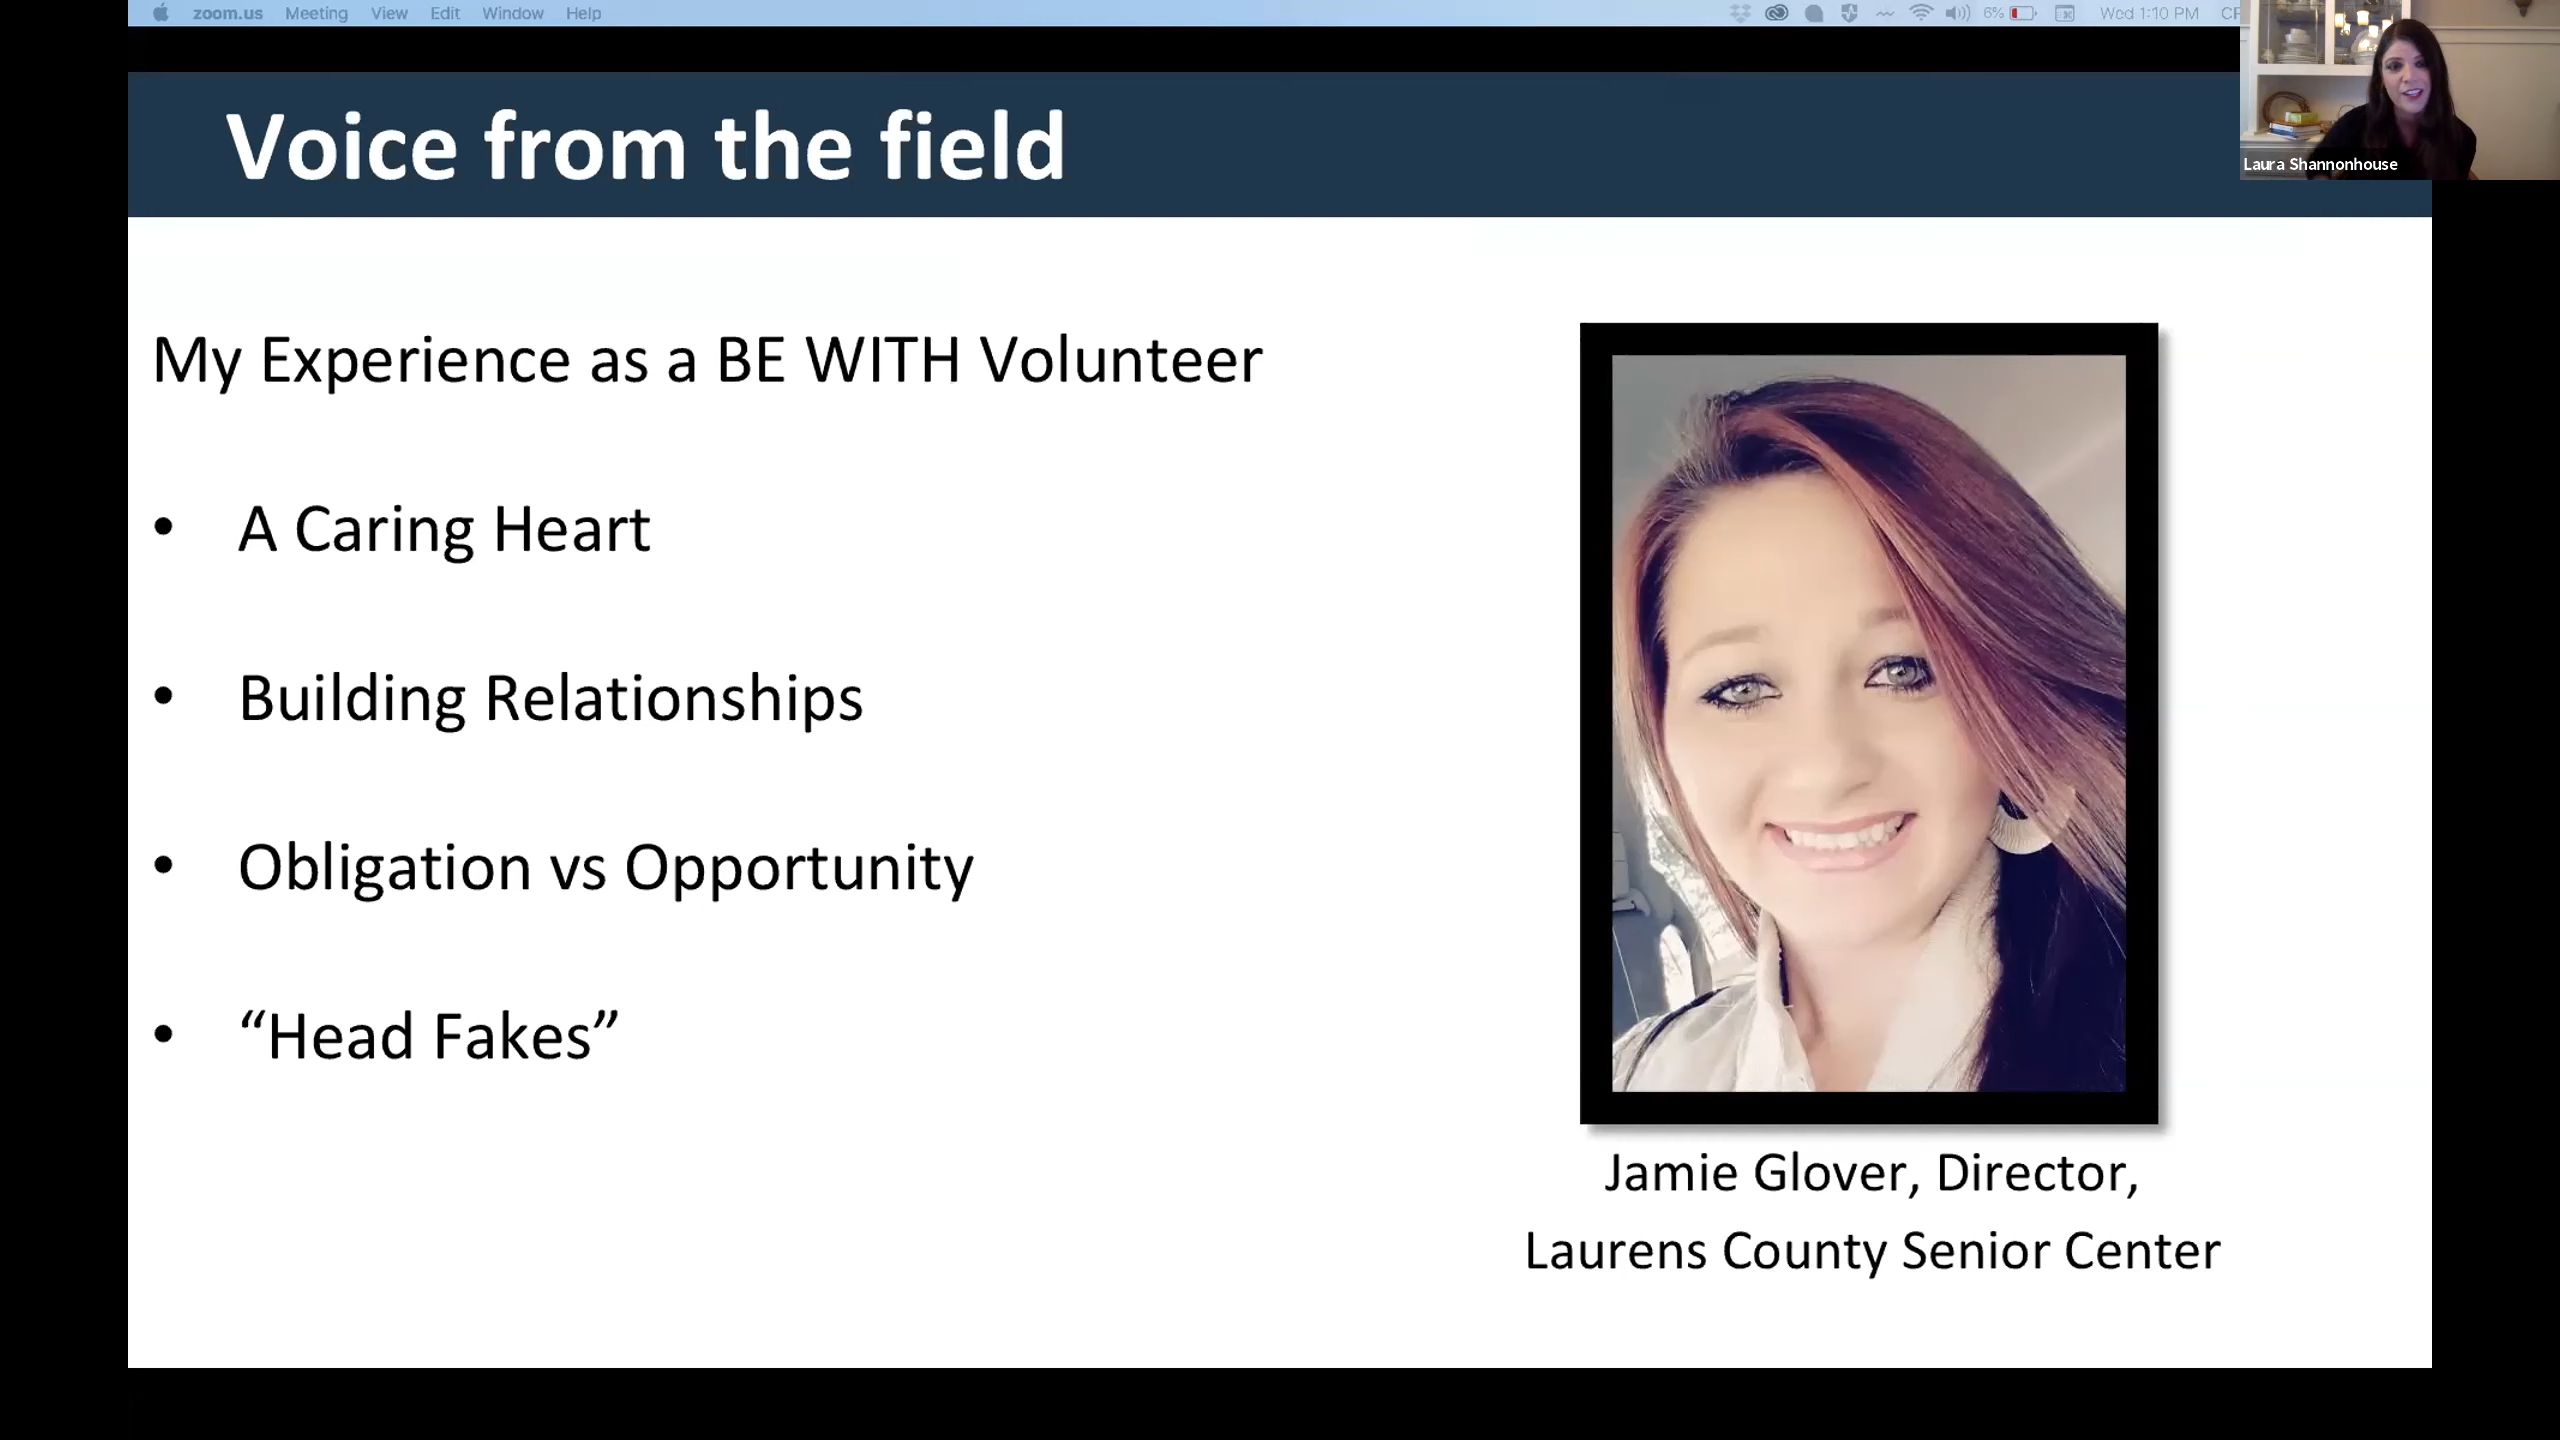 zoom.us Meeting View Edit Window Help 6% Wed 1:10 PM
Laura Shannonhouse
Voice from the field
My Experience as a BE WITH Volunteer
• A Caring Heart
• Building Relationships
• Obligation vs Opportunity
• “Head Fakes”
Jamie Glover, Director,
Laurens County Senior Center